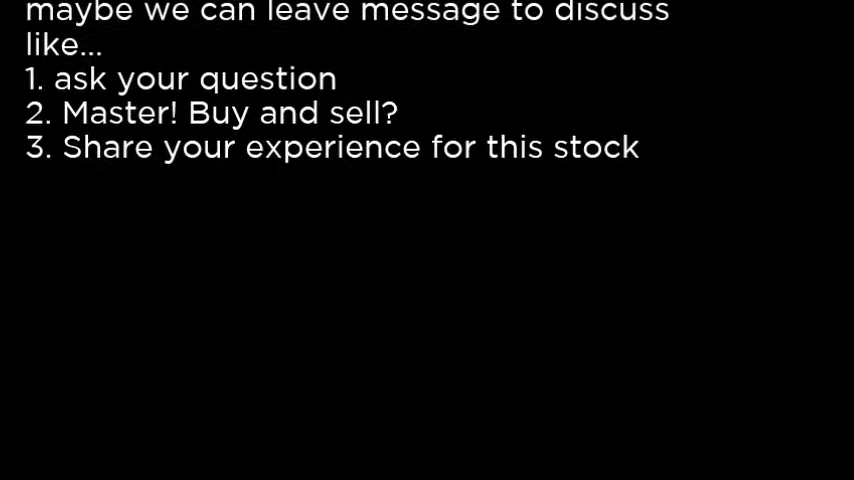 maybe we can leave message to discuss
like...
1. ask your question
2. Master! Buy and sell?
3. Share your experience for this stock